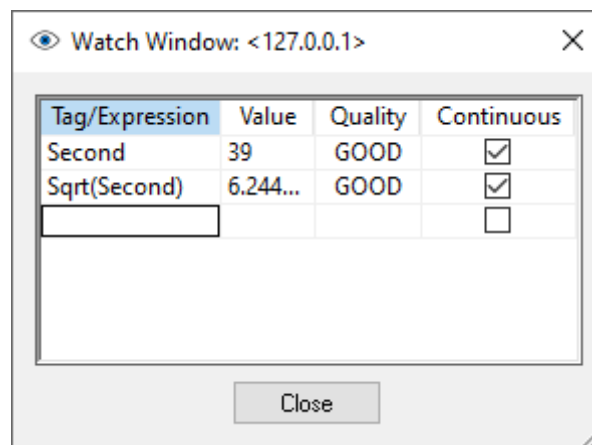 Watch Window: <127.0.0.1>
Tag/Expression Value Quality Continuous
Second 39 GOOD
Sqrt(Second) 6.244... GOOD
Close